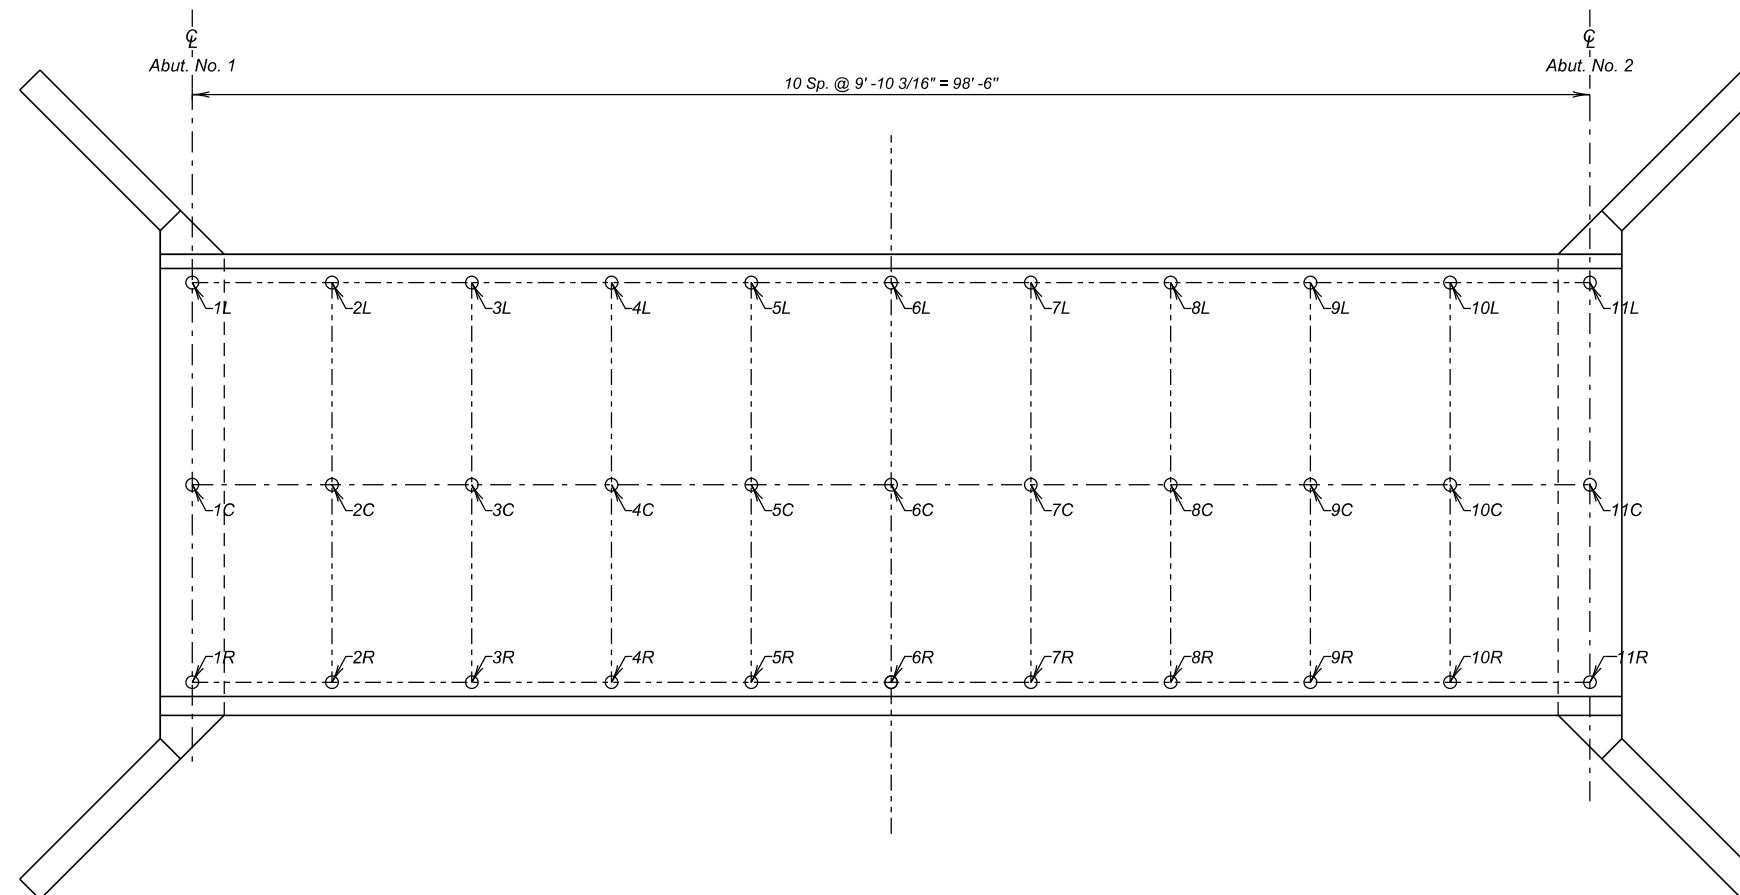 ℄ ℄
Abut. No. 1 Abut. No. 2
10 Sp. @ 9' -10 3/16" = 98' -6"
1L 2L 3L 4L 5L 6L 7L 8L 9L 10L 11L
1C 2C 3C 4C 5C 6C 7C 8C 9C 10C 11C
1R 2R 3R 4R 5R 6R 7R 8R 9R 10R 11R